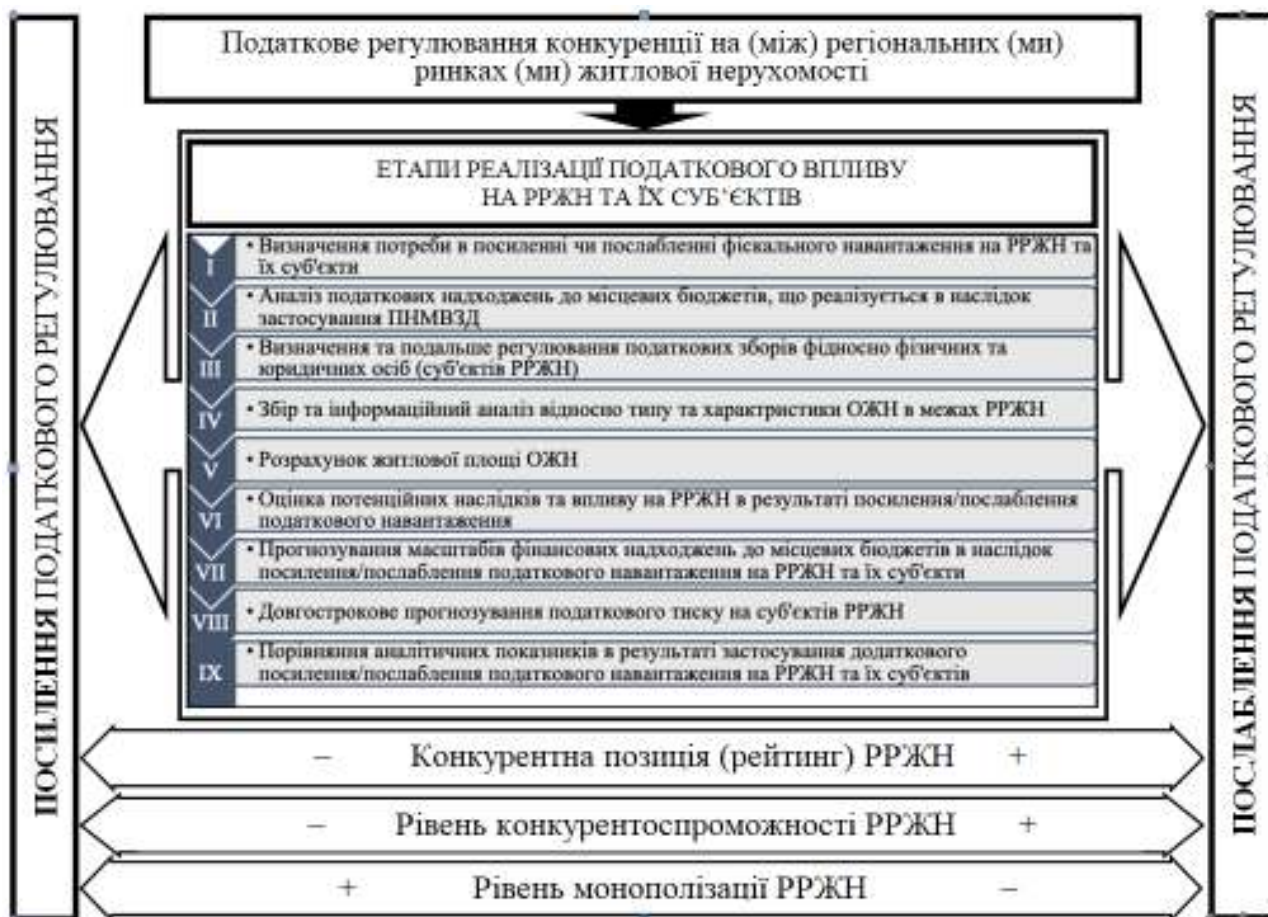 Податкове регулювання конкуренції на (між) регіональних (ми)
ринках (ми) житлової нерухомості
ПОСИЛЕННЯ ПОДАТКОВОГО РЕГУЛЮВАННЯ
ЕТАПИ РЕАЛІЗАЦІЇ ПОДАТКОВОГО ВПЛИВУ
НА РРЖН ТА ЇХ СУБ'ЄКТІВ
I
• Визначення потреби в посиленні чи послабленні фіскального навантаження на РРЖН та
їх суб'єкти
II
• Аналіз податкових надходжень до місцевих бюджетів, що реалізується в наслідок
застосування ПНМВЗД
III
• Визначення та подальше регулювання податкових зборів фідносно фізичних та
юридичних осіб (суб'єктів РРЖН)
IV
• Збір та інформаційний аналіз відносно типу та характристики ОЖН в межах РРЖН
V
• Розрахунок житлової площі ОЖН
VI
• Оцінка потенційних наслідків та впливу на РРЖН в результаті посилення/послаблення
податкового навантаження
VII
• Прогнозування масштабів фінансових надходжень до місцевих бюджетів в наслідок
посилення/послаблення податкового навантаження на РРЖН та їх суб'єкти
VIII
• Довгострокове прогнозування податкового тиску на суб'єктів РРЖН
IX
• Порівняння аналітичних показників в результаті застосування додаткового
посилення/послаблення податкового навантаження на РРЖН та їх суб'єктів
ПОСЛАБЛЕННЯ ПОДАТКОВОГО РЕГУЛЮВАННЯ
– Конкурентна позиція (рейтинг) РРЖН +
– Рівень конкурентоспроможності РРЖН +
+ Рівень монополізації РРЖН –